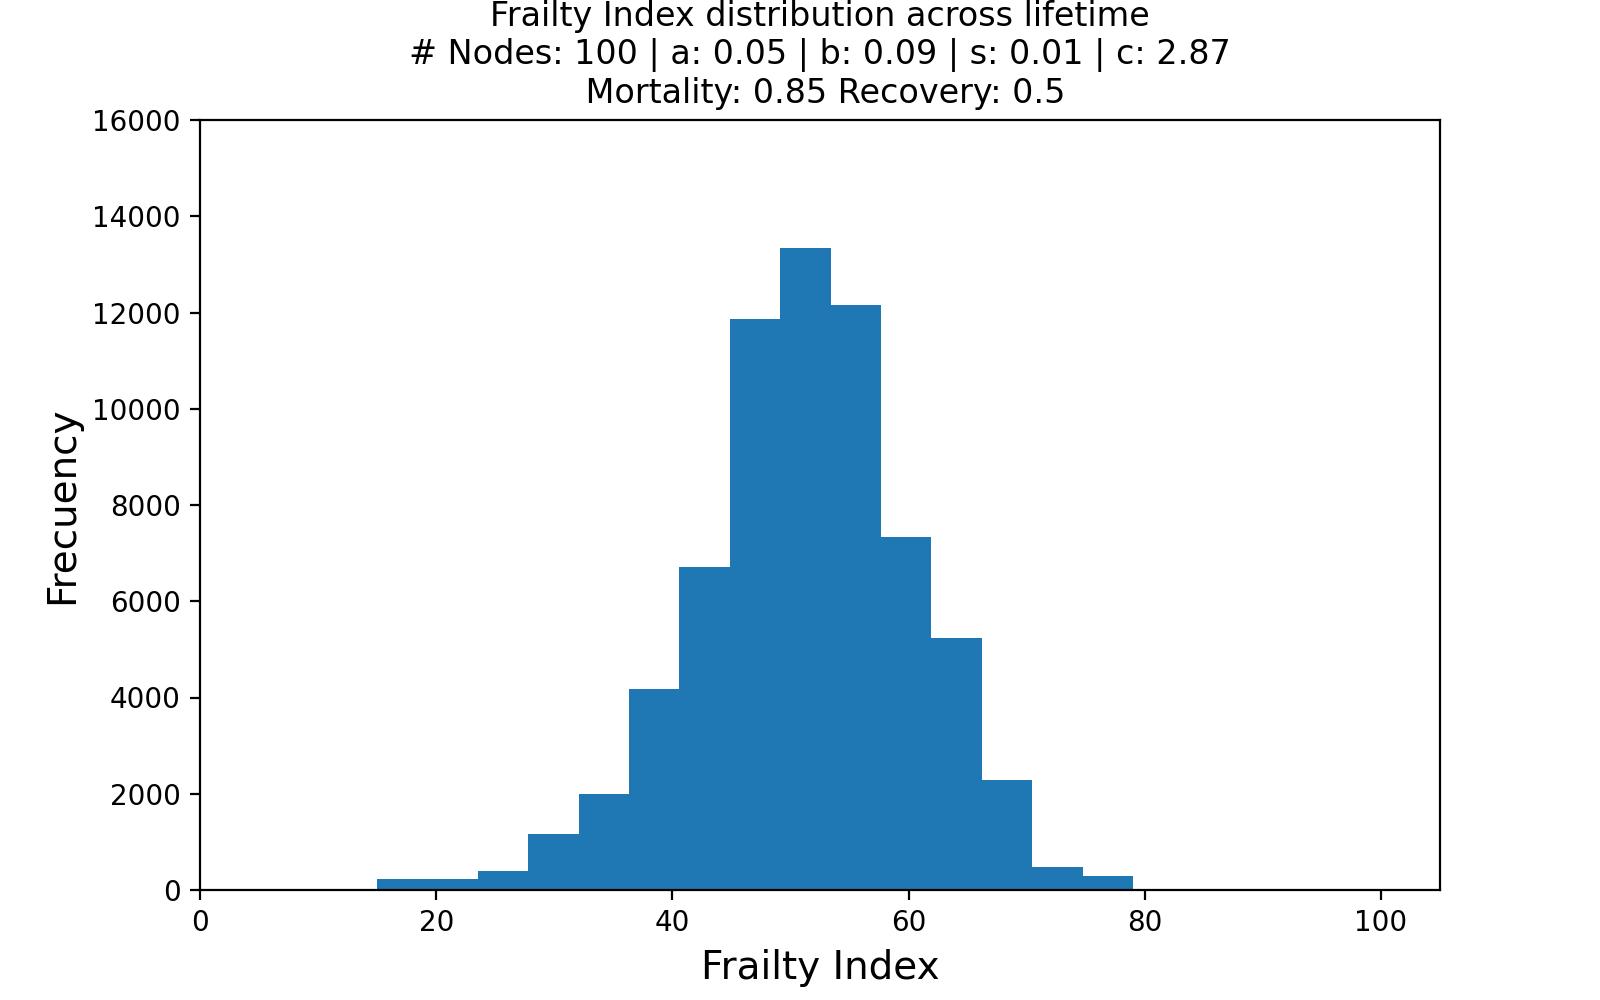 Frailty Index distribution across lifetime
# Nodes: 100 | a: 0.05 | b: 0.09 | s: 0.01 | c: 2.87
Mortality: 0.85 Recovery: 0.5
16000
14000
12000
10000
8000
6000
4000
2000
0
Frecuency
0 20 40 60 80 100
Frailty Index